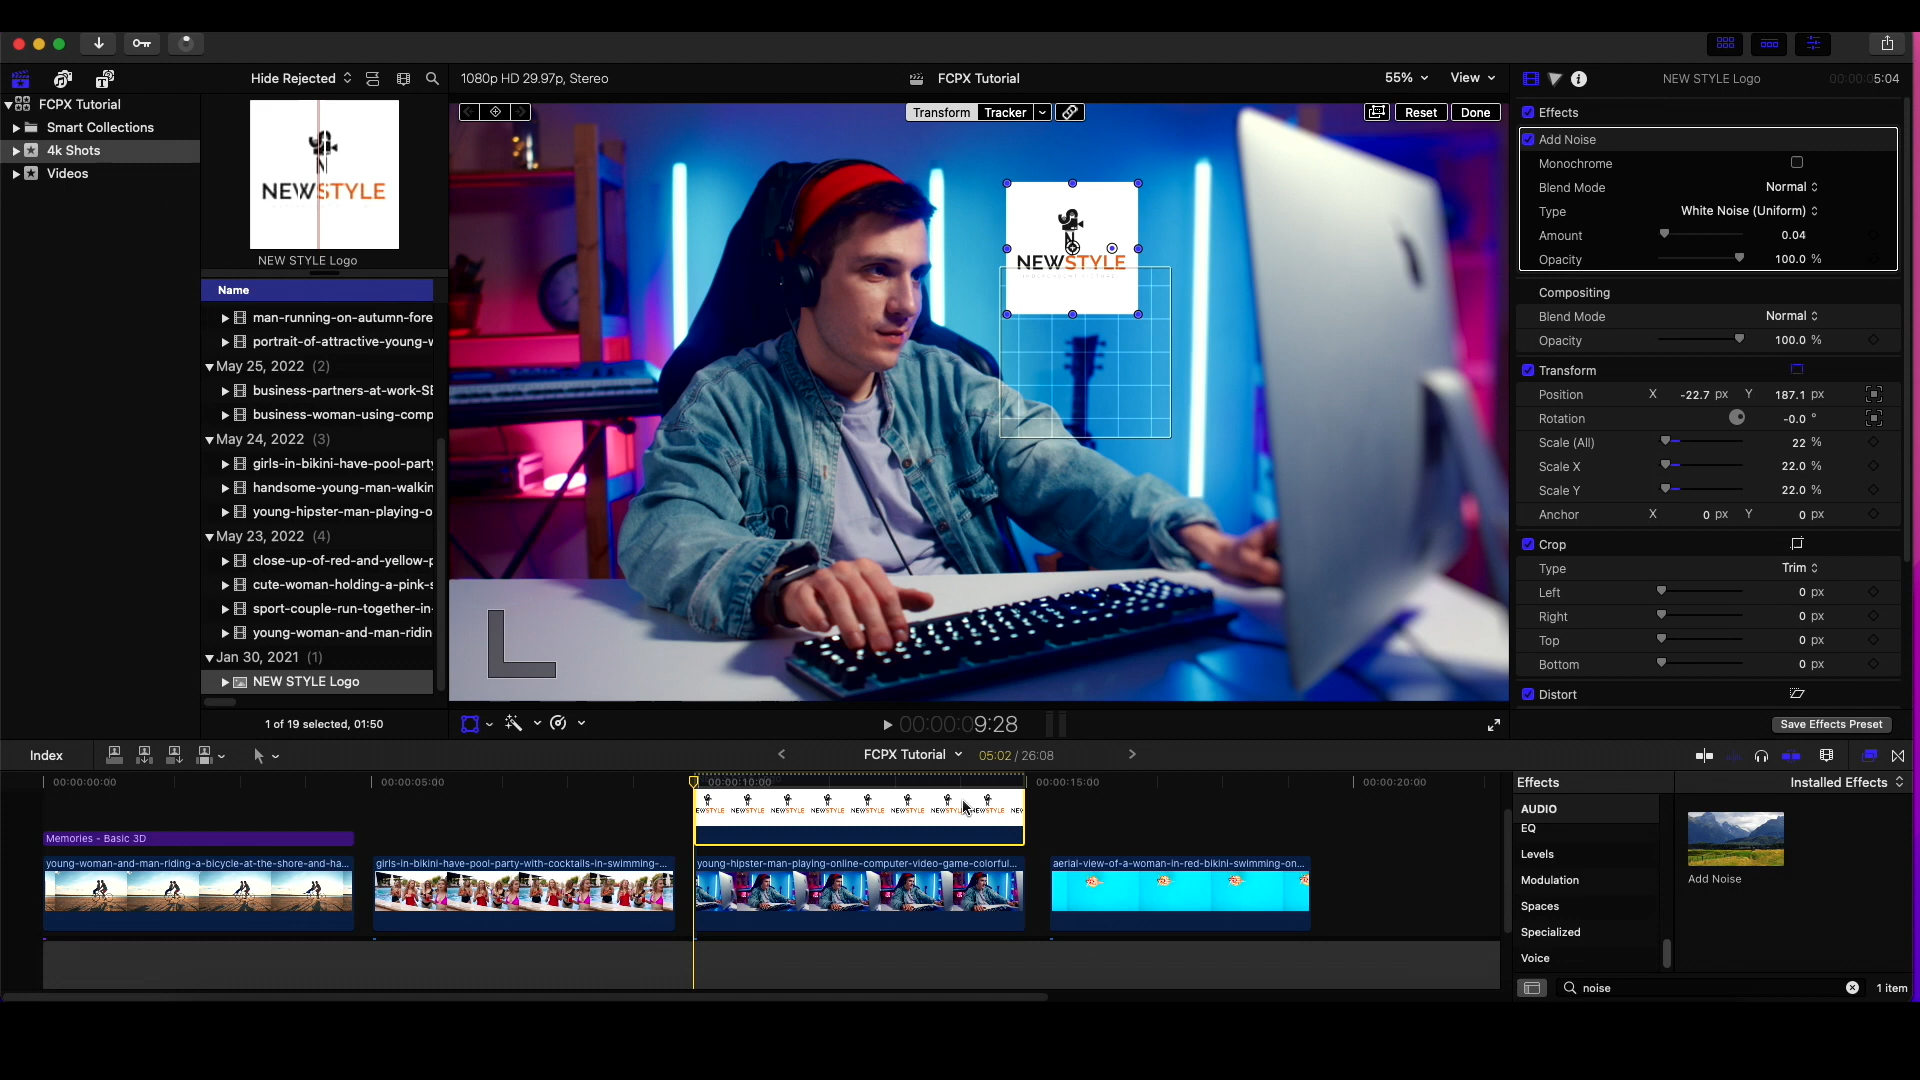 Hide Rejected
1080p HD 29.97p, Stereo
FCPX Tutorial
55%
View
NEW STYLE Logo
00:00:05:04
FCPX Tutorial
Smart Collections
4k Shots
Videos
NEWSTYLE
NEW STYLE Logo
Name
man-running-on-autumn-fore
portrait-of-attractive-young-w
May 25, 2022 (2)
business-partners-at-work-SE
business-woman-using-comp
May 24, 2022 (3)
girls-in-bikini-have-pool-party
handsome-young-man-walkin
young-hipster-man-playing-o
May 23, 2022 (4)
close-up-of-red-and-yellow-p
cute-woman-holding-a-pink-s
sport-couple-run-together-in-
young-woman-and-man-ridin
Jan 30, 2021 (1)
NEW STYLE Logo
1 of 19 selected, 01:50
Transform
Tracker
Reset
Done
N
NEWSTYLE
00:00:09:28
Effects
Add Noise
Monochrome
Blend Mode Normal
Type White Noise (Uniform)
Amount 0.04
Opacity 100.0 %
Compositing
Blend Mode Normal
Opacity 100.0 %
Transform
Position X -22.7 px Y 187.1 px
Rotation -0.0 °
Scale (All) 22 %
Scale X 22.0 %
Scale Y 22.0 %
Anchor X 0 px Y 0 px
Crop
Type Trim
Left 0 px
Right 0 px
Top 0 px
Bottom 0 px
Distort
Save Effects Preset
Index
FCPX Tutorial
05:02 / 26:08
00:00:00:00
00:00:05:00
00:00:10:00
00:00:15:00
00:00:20:00
NEWSTYLE NEWSTYLE NEWSTYLE NEWSTYLE NEWSTYLE NEWSTYLE NEWSTYLE NEWSTYLE NEW
Memories - Basic 3D
young-woman-and-man-riding-a-bicycle-at-the-shore-and-ha...
girls-in-bikini-have-pool-party-with-cocktails-in-swimming-...
young-hipster-man-playing-online-computer-video-game-colorful...
aerial-view-of-a-woman-in-red-bikini-swimming-on...
Effects
Installed Effects
AUDIO
EQ
Levels
Modulation
Spaces
Specialized
Voice
Add Noise
noise
1 item